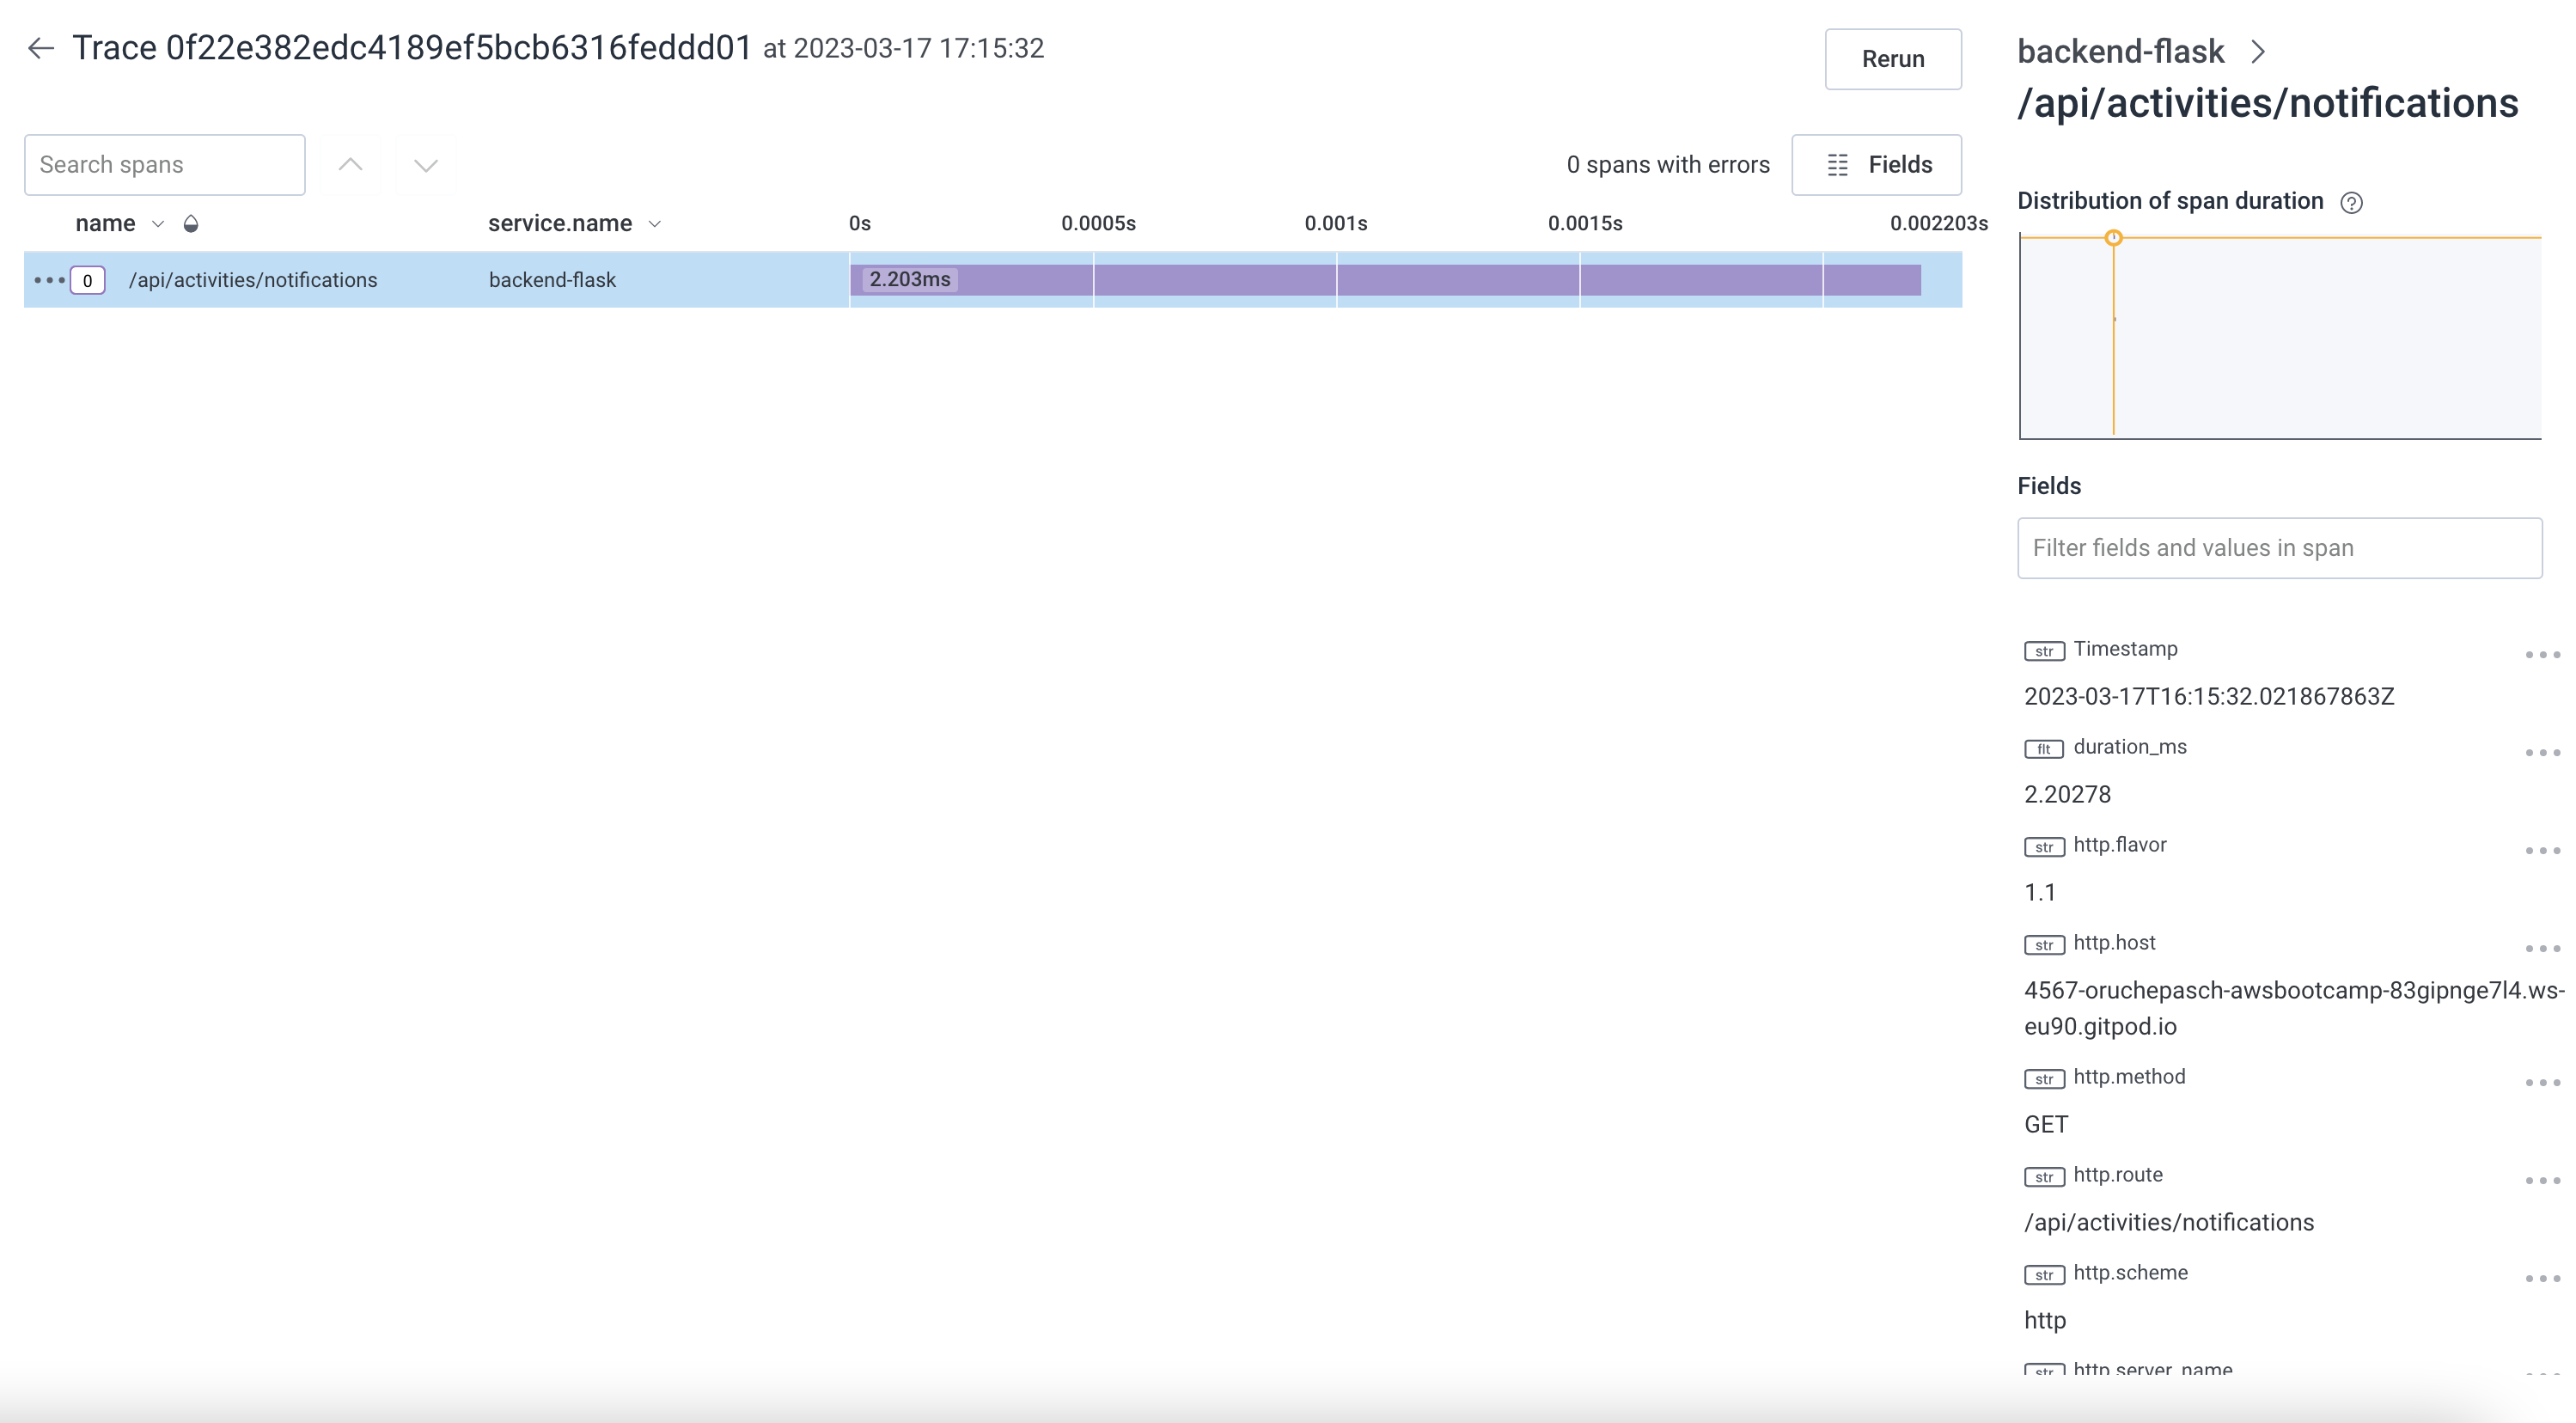 Trace 0f22e382edc4189ef5bcb6316feddd01 at 2023-03-17 17:15:32
Rerun
Search spans
0 spans with errors
Fields
name
service.name
0s
0.0005s
0.001s
0.0015s
0.002203s
0
/api/activities/notifications
backend-flask
2.203ms
backend-flask
/api/activities/notifications
Distribution of span duration
Fields
Filter fields and values in span
str Timestamp
2023-03-17T16:15:32.021867863Z
flt duration_ms
2.20278
str http.flavor
1.1
str http.host
4567-oruchepasch-awsbootcamp-83gipnge7l4.ws-
eu90.gitpod.io
str http.method
GET
str http.route
/api/activities/notifications
str http.scheme
http
str http.server_name